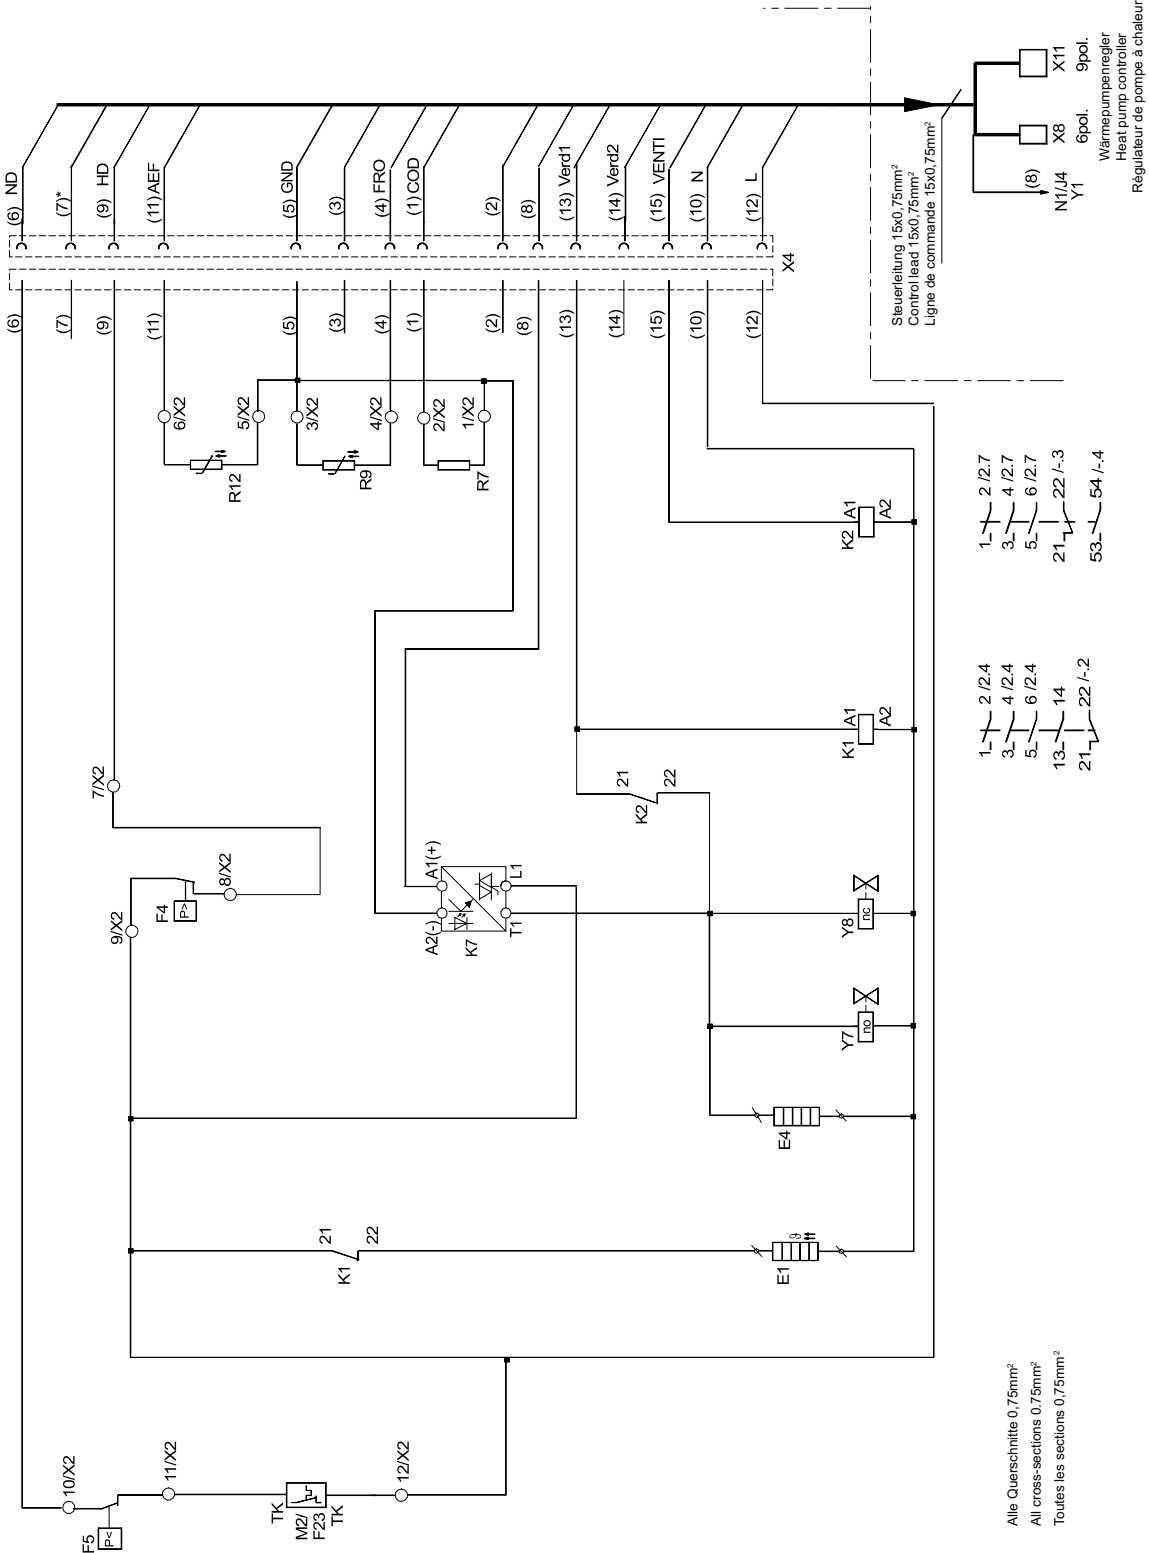 (6) ND
(7)*
(9) HD
(11) AEF
(5) GND
(3)
(4) FRO
(1) COD
(2)
(8)
(13) Verd1
(14) Verd2
(15) VENTI
(10) N
(12) L
X4
(6)
(7)
(9)
(11)
(5)
(3)
(4)
(1)
(2)
(8)
(13)
(14)
(15)
(10)
(12)
Steuerleitung 15x0,75mm²
Control lead 15x0,75mm²
Ligne de commande 15x0,75mm²
(8)
N1/J4
Y1
X8
6pol.
X11
9pol.
Wärmepumpenregler
Heat pump controller
Régulateur de pompe à chaleur
6/X2
5/X2
3/X2
4/X2
2/X2
1/X2
R12
R9
R7
K2
A1
A2
1 2 /2.7
3 4 /2.7
5 6 /2.7
21 22 /-.3
53 54 /-.4
K1
A1
A2
1 2 /2.4
3 4 /2.4
5 6 /2.4
13 14
21 22 /-.2
7/X2
21
22
K2
9/X2
F4
P>
8/X2
A2(-)
A1(+)
K7
T1
L1
Y8
nc
Y7
no
E4
K1
21
22
E1
ϑ
10/X2
F5
P<
11/X2
TK
M2/
F23
TK
12/X2
Alle Querschnitte 0,75mm²
All cross-sections 0.75mm²
Toutes les sections 0,75mm²